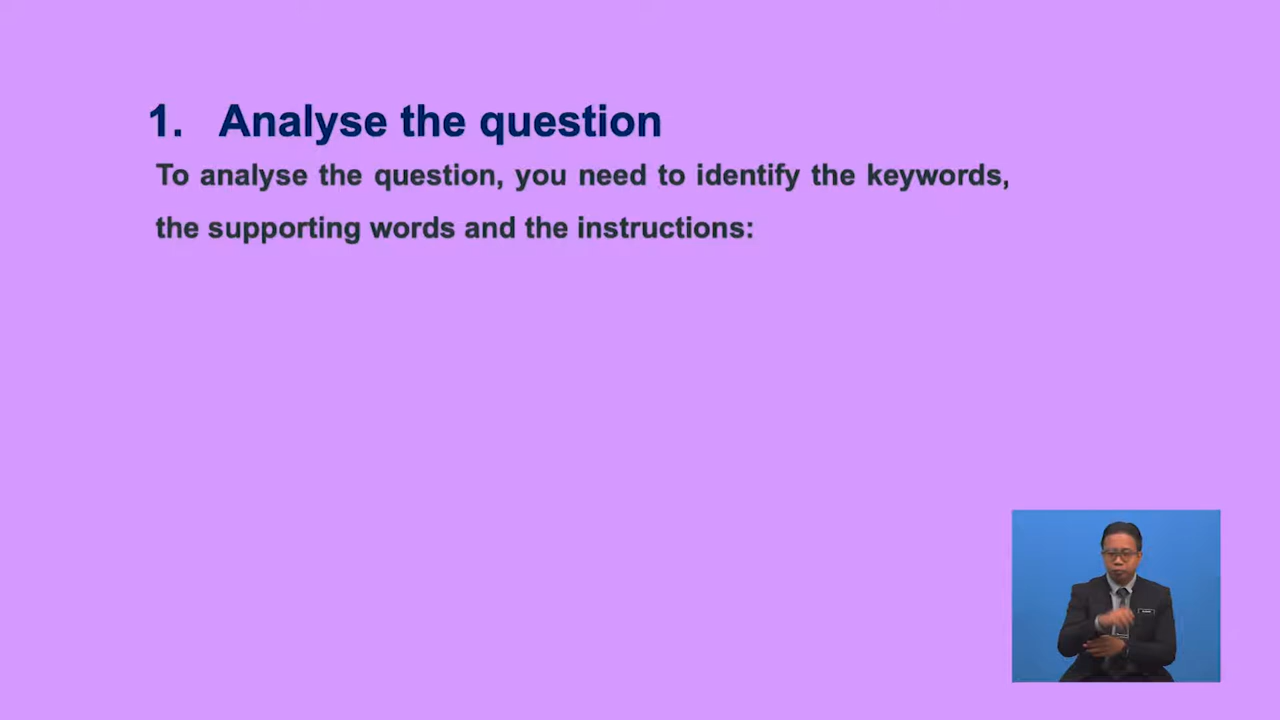 1. Analyse the question
To analyse the question, you need to identify the keywords,
the supporting words and the instructions: